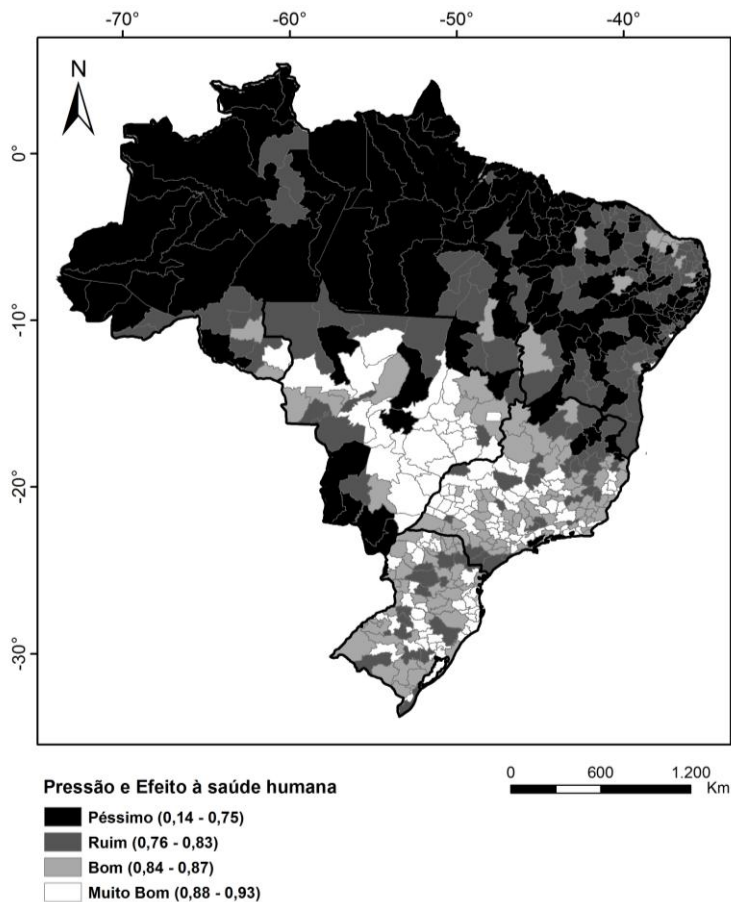 -70° -60° -50° -40°
N
0°
-10°
-20°
-30°
Pressão e Efeito à saúde humana
0 600 1.200
Km
Péssimo (0,14 - 0,75)
Ruim (0,76 - 0,83)
Bom (0,84 - 0,87)
Muito Bom (0,88 - 0,93)